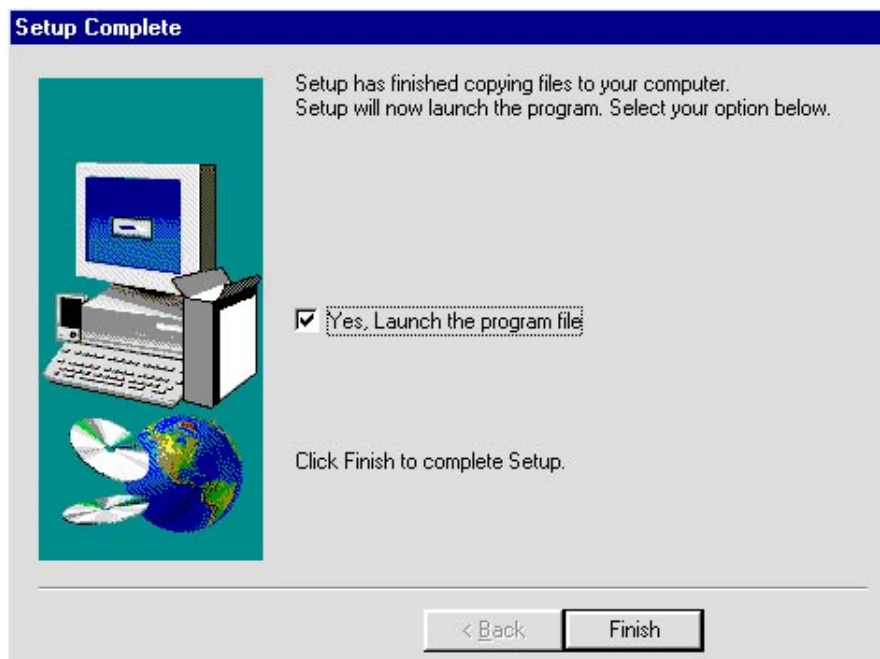 Setup Complete
Setup has finished copying files to your computer.
Setup will now launch the program. Select your option below.
Yes, Launch the program file
Click Finish to complete Setup.
< Back
Finish